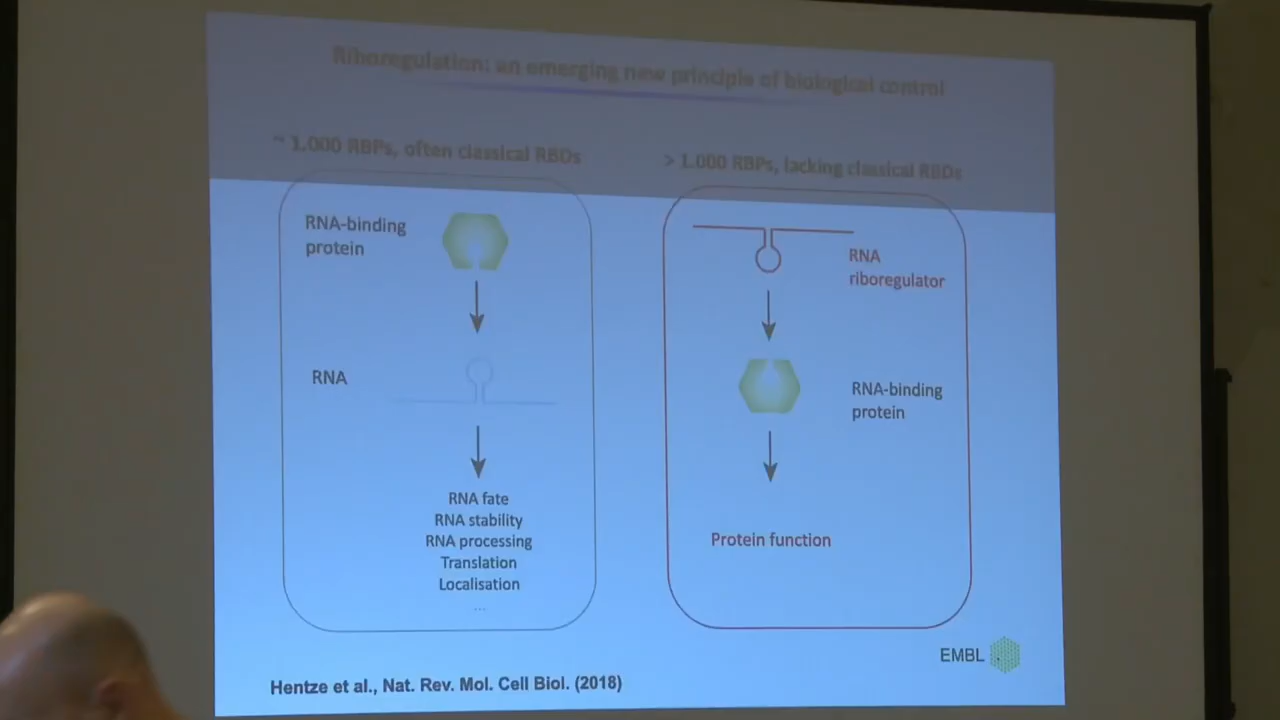 Riboregulation: an emerging new principle of biological control
~ 1.000 RBPs, often classical RBDs
> 1.000 RBPs, lacking classical RBDs
RNA-binding
protein
RNA
RNA fate
RNA stability
RNA processing
Translation
Localisation
...
RNA
riboregulator
RNA-binding
protein
Protein function
EMBL
Hentze et al., Nat. Rev. Mol. Cell Biol. (2018)